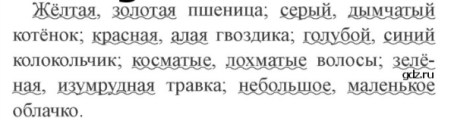 Жёлтая, золотая пшеница; серый, дымчатый
котёнок; красная, алая гвоздика; голубой, синий
колокольчик; косматые, лохматые волосы; зелё-
ная, изумрудная травка; небольшое, маленькое
облачко.
gdz.ru